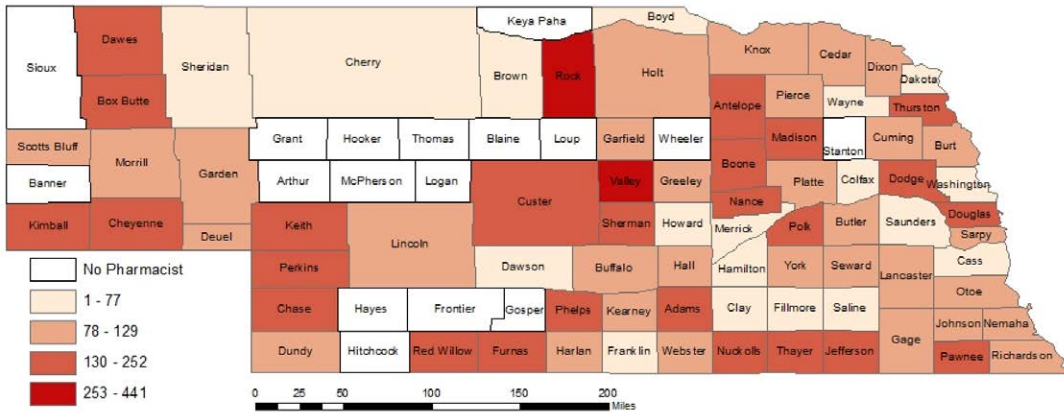 Keya Paha Boyd
Dawes
Sioux Sheridan Cherry Brown Rock Holt Knox Cedar Dixon Dakota
Box Butte Antelope Pierce Wayne Thurston
Scotts Bluff Morrill Garden Grant Hooker Thomas Blaine Loup Garfield Wheeler Madison Stanton Cuming Burt
Banner Arthur McPherson Logan Custer Valley Greeley Boone Platte Colfax Dodge Washington
Kimball Cheyenne Deuel Keith Lincoln Sherman Howard Nance Merrick Polk Butler Saunders Douglas Sarpy
Perkins Dawson Buffalo Hall Hamilton York Seward Lancaster Cass Otoe
Chase Hayes Frontier Gosper Phelps Kearney Adams Clay Fillmore Saline
Dundy Hitchcock Red Willow Furnas Harlan Franklin Webster Nuckolls Thayer Jefferson Gage Johnson Nemaha Pawnee Richardson
No Pharmacist
1 - 77
78 - 129
130 - 252
253 - 441
0 25 50 100 150 200
Miles